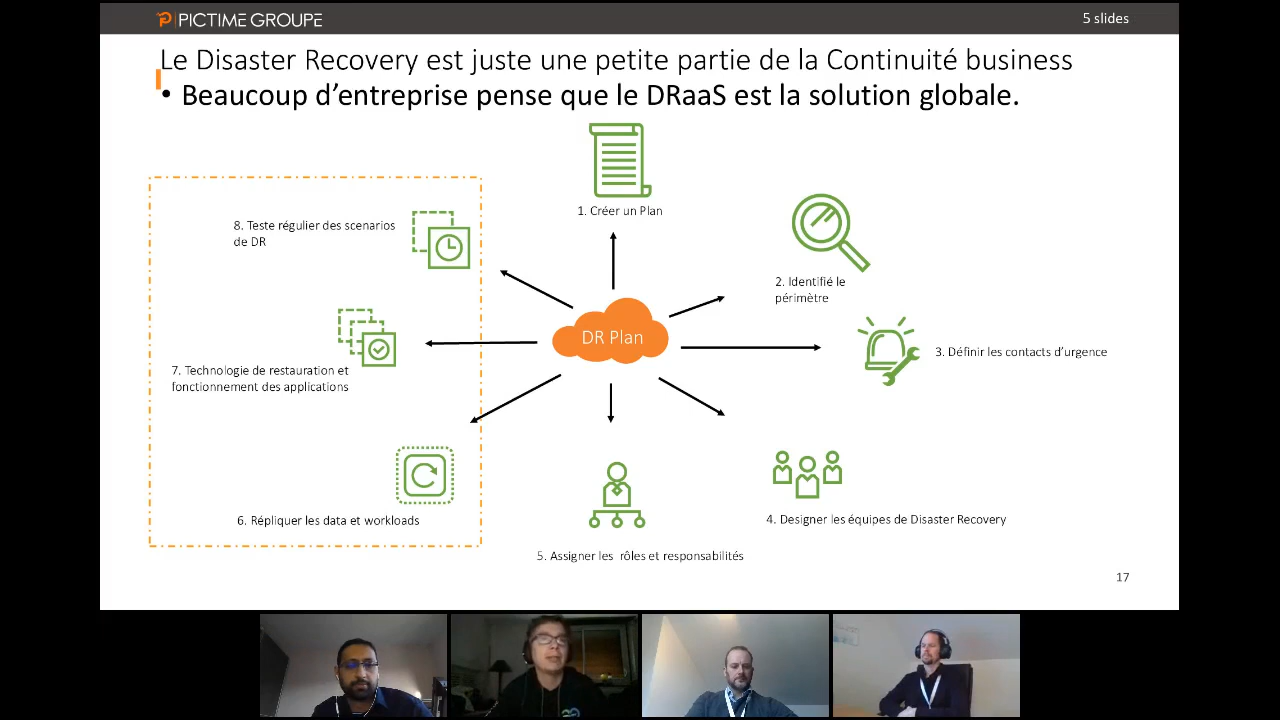 PICTIME GROUPE
5 slides
Le Disaster Recovery est juste une petite partie de la Continuité business
• Beaucoup d'entreprise pense que le DRaaS est la solution globale.
1. Créer un Plan
2. Identifié le
périmètre
3. Définir les contacts d'urgence
4. Designer les équipes de Disaster Recovery
5. Assigner les rôles et responsabilités
6. Répliquer les data et workloads
7. Technologie de restauration et
fonctionnement des applications
8. Teste régulier des scenarios
de DR
DR Plan
17